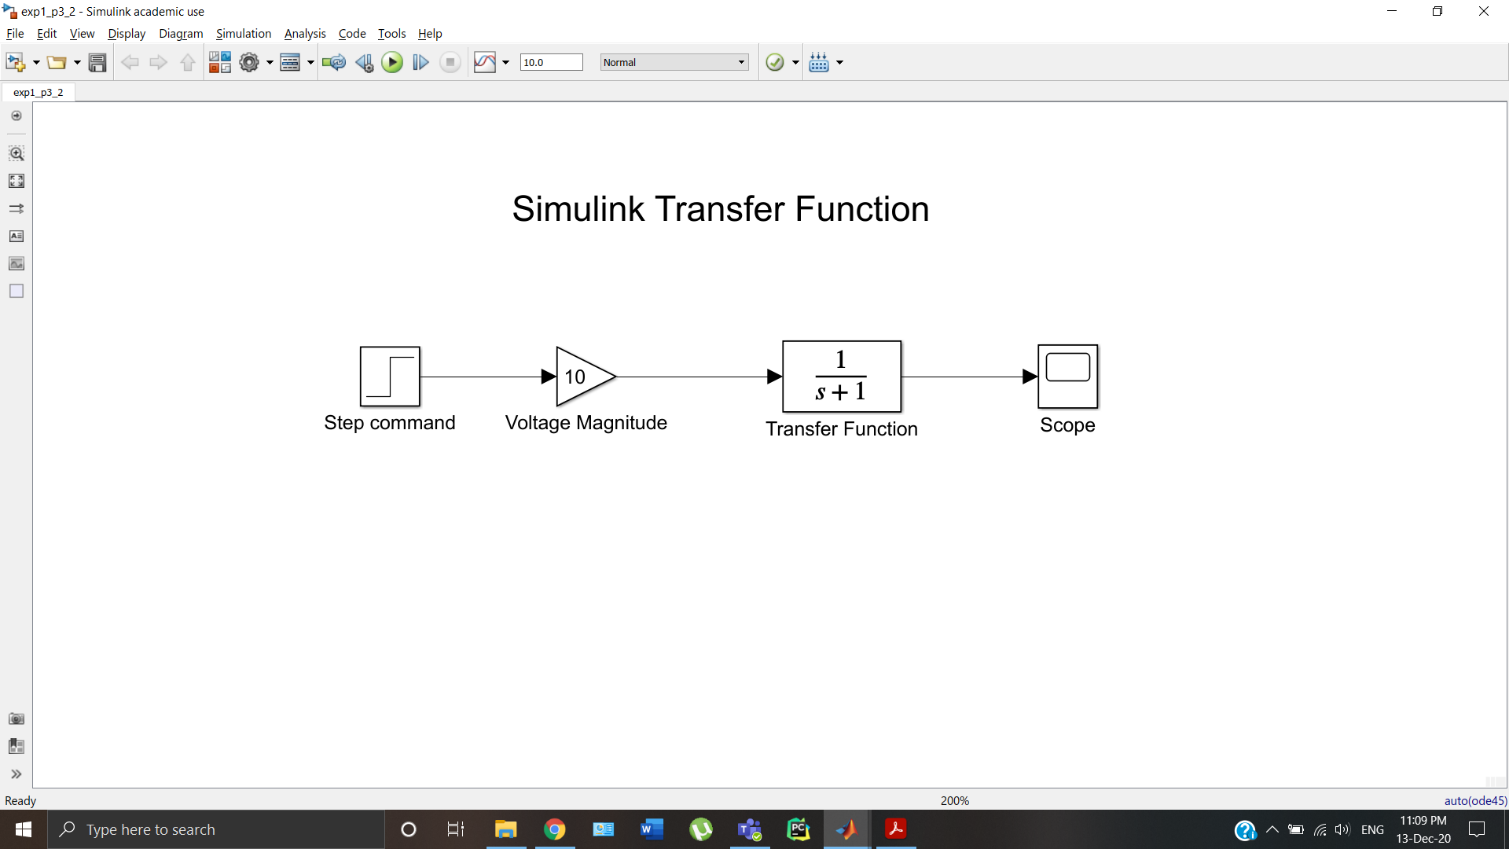 exp1_p3_2 - Simulink academic use
File Edit View Display Diagram Simulation Analysis Code Tools Help
10.0 Normal
exp1_p3_2
Simulink Transfer Function
10
1
s + 1
Step command Voltage Magnitude Transfer Function Scope
Ready 200% auto(ode45)
Type here to search
ENG 11:09 PM
13-Dec-20